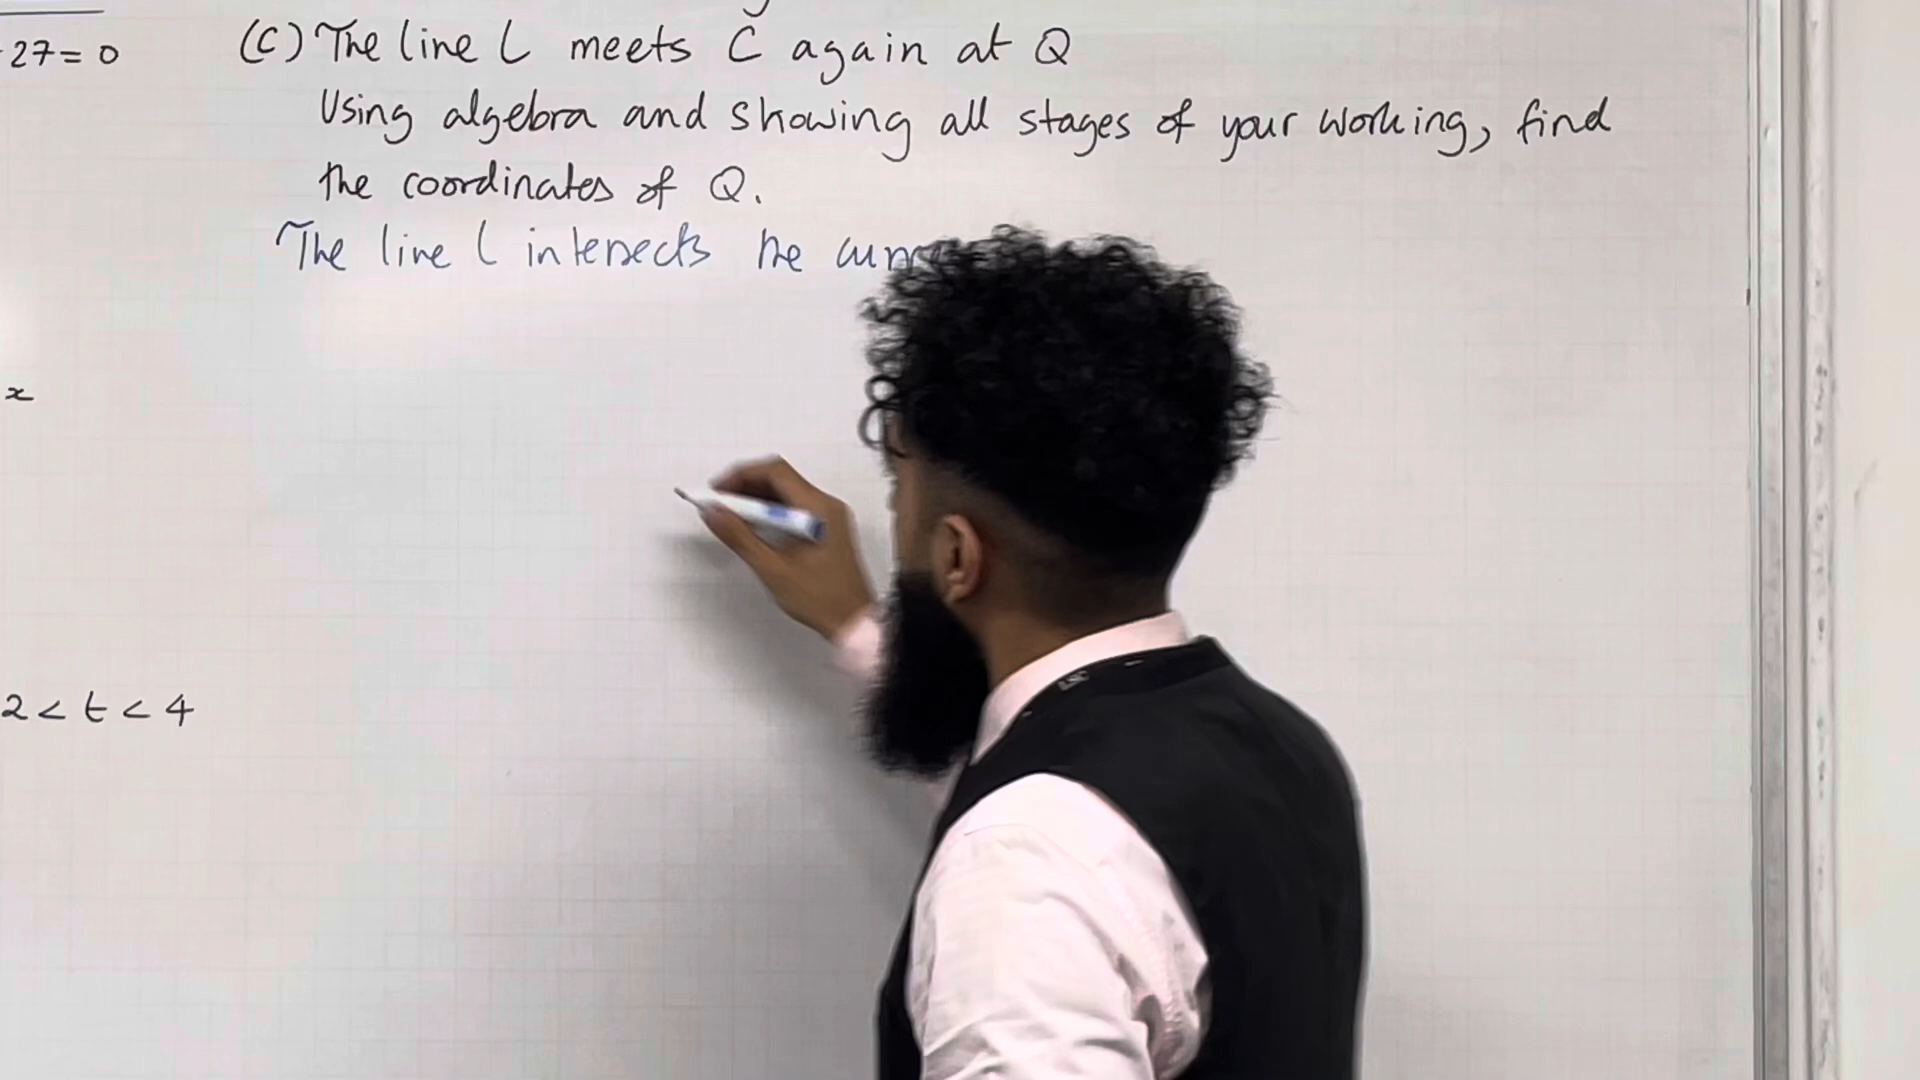 -27=0
(C) The line l meets C again at Q
Using algebra and showing all stages of your working, find
the coordinates of Q.
The line l intersects the curve
x
2 < t < 4